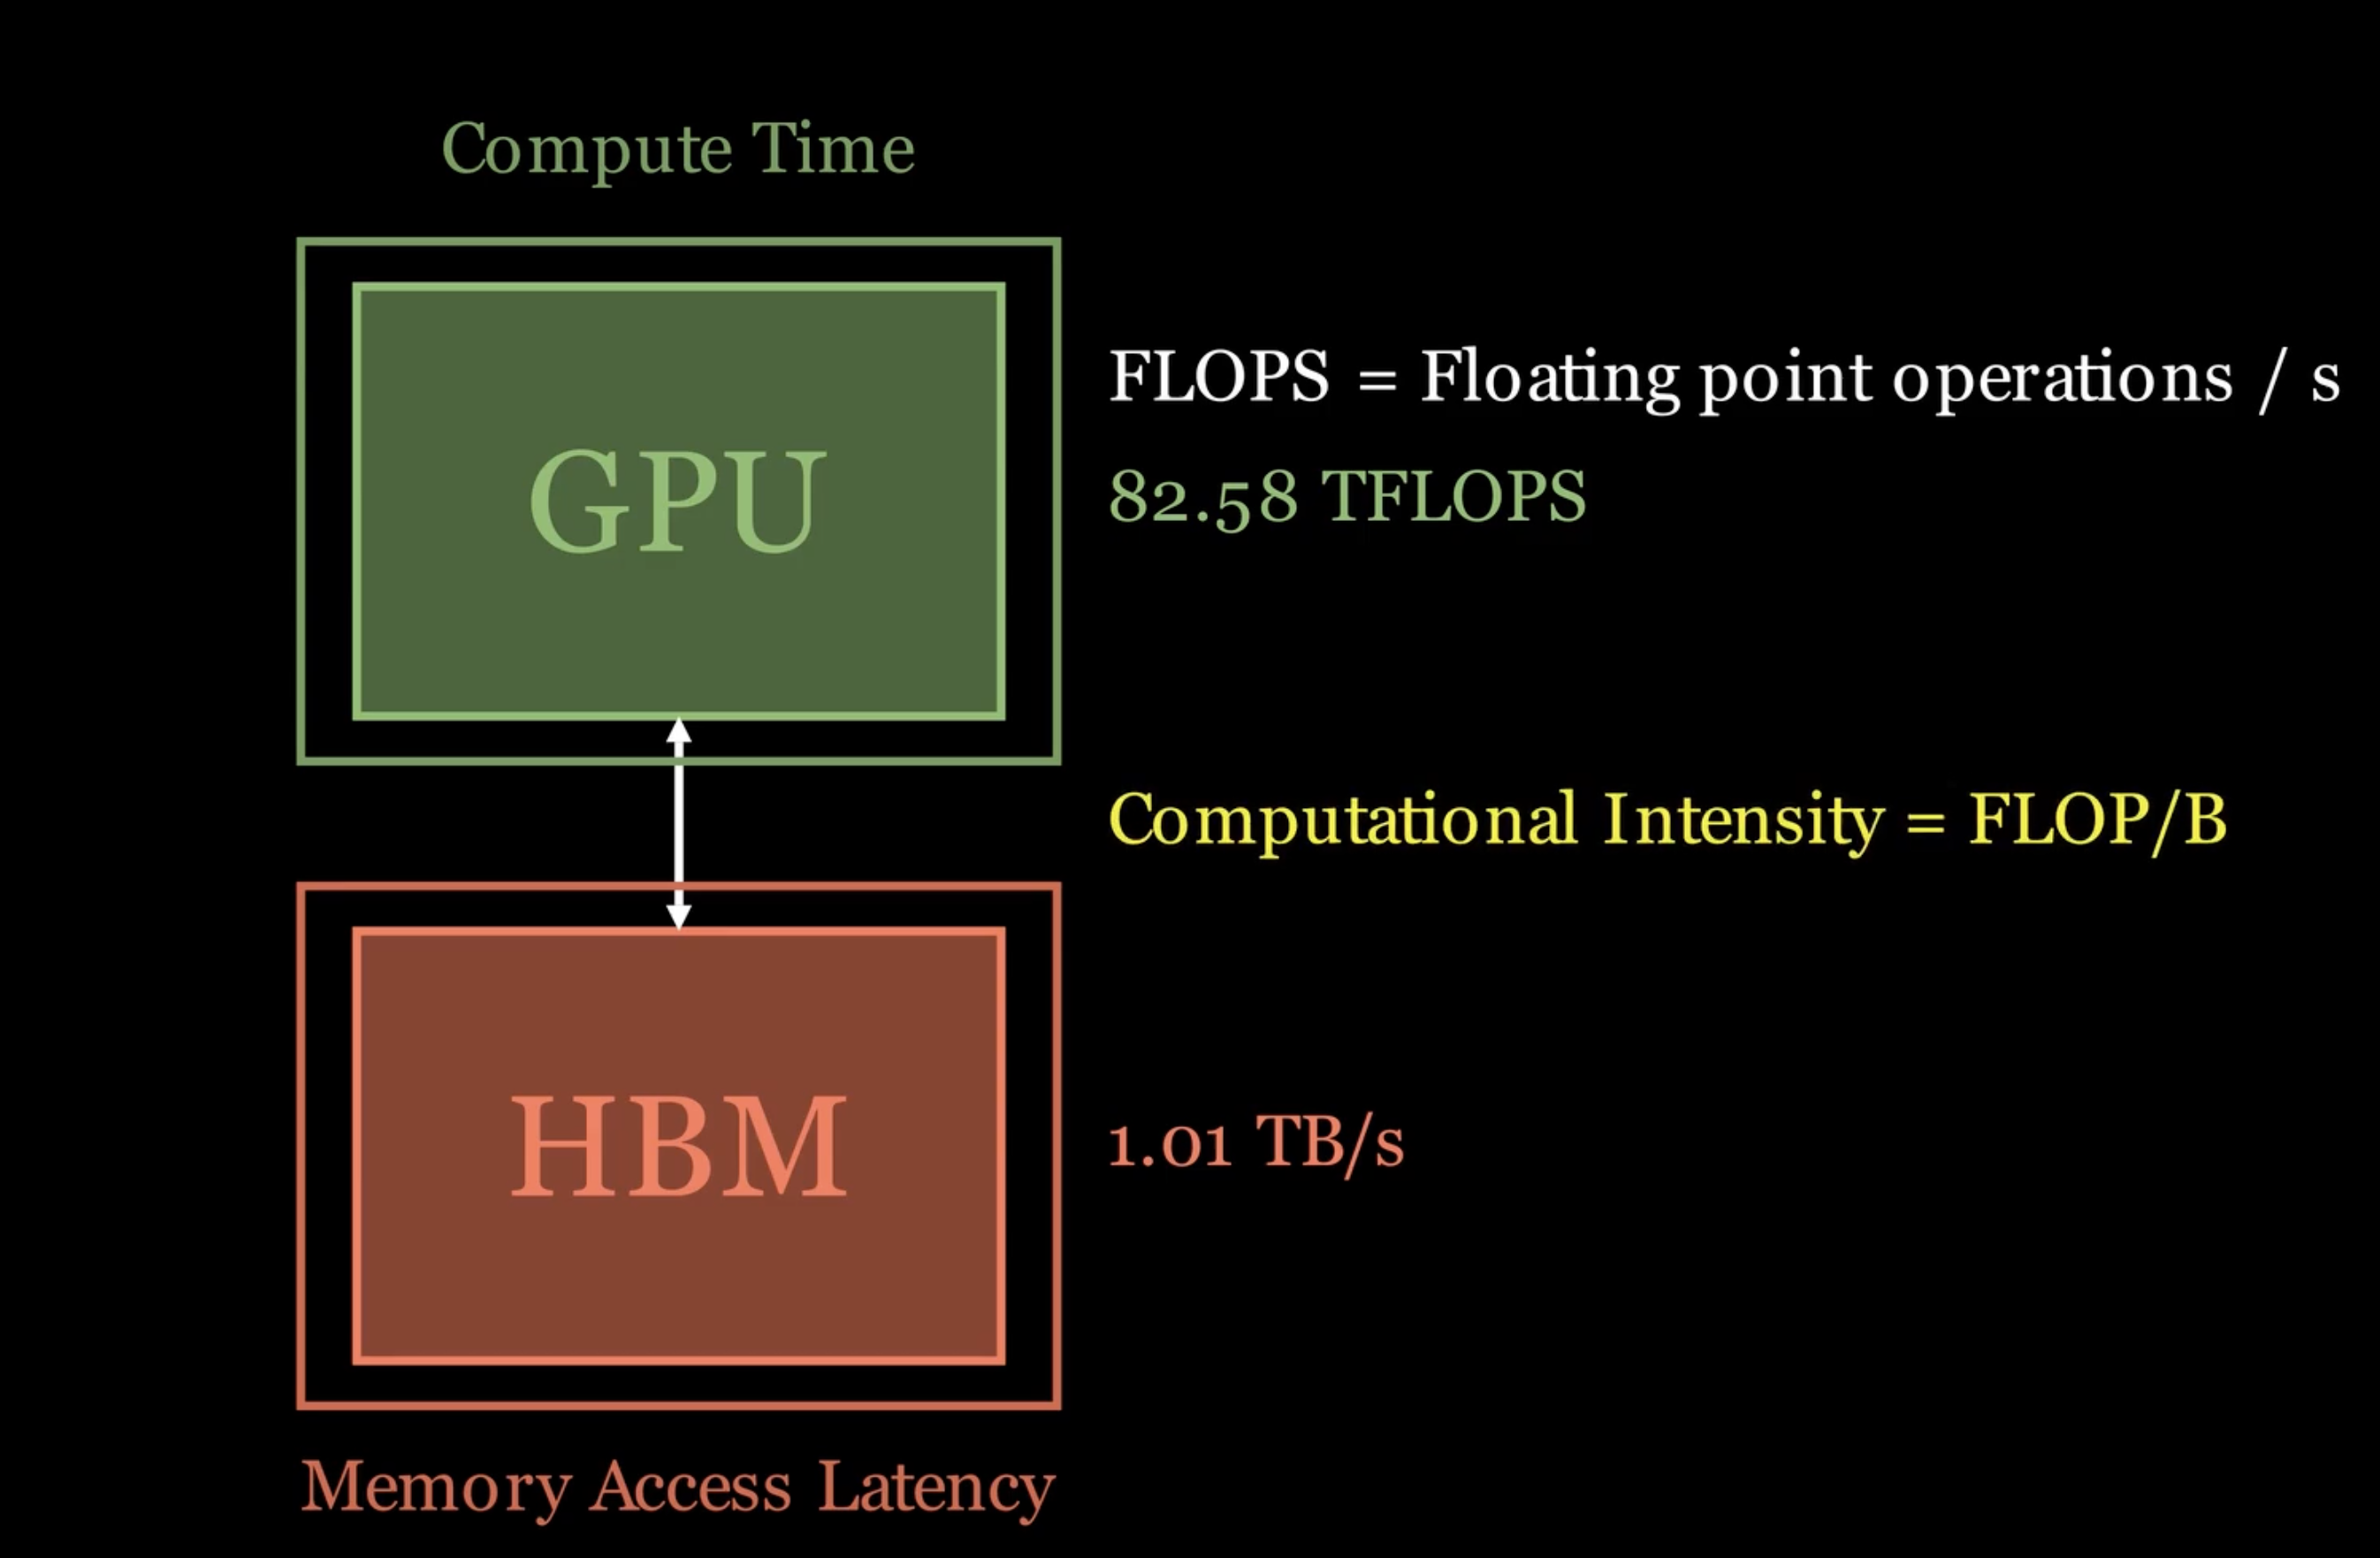 Compute Time
GPU
FLOPS = Floating point operations / s
82.58 TFLOPS
Computational Intensity = FLOP/B
HBM
1.01 TB/s
Memory Access Latency